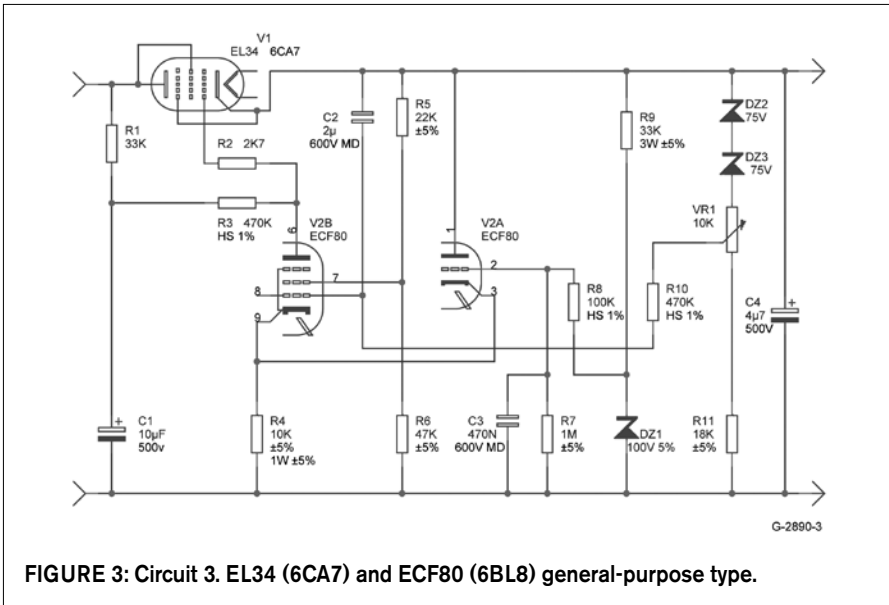 V1
EL34 6CA7
R1
33K
R2 2K7
R3 470K
HS 1%
C2
2µ
600V MD
R5
22K
±5%
R9
33K
3W ±5%
DZ2
75V
DZ3
75V
VR1
10K
V2B
ECF80
6
7
8
9
V2A
ECF80
1
2
3
R8
100K
HS 1%
R10
470K
HS 1%
C4
4µ7
500V
+
C1
10µF
500v
+
R4
10K
±5%
1W ±5%
R6
47K
±5%
C3
470N
600V MD
R7
1M
±5%
DZ1
100V 5%
R11
18K
±5%
G-2890-3
FIGURE 3: Circuit 3. EL34 (6CA7) and ECF80 (6BL8) general-purpose type.